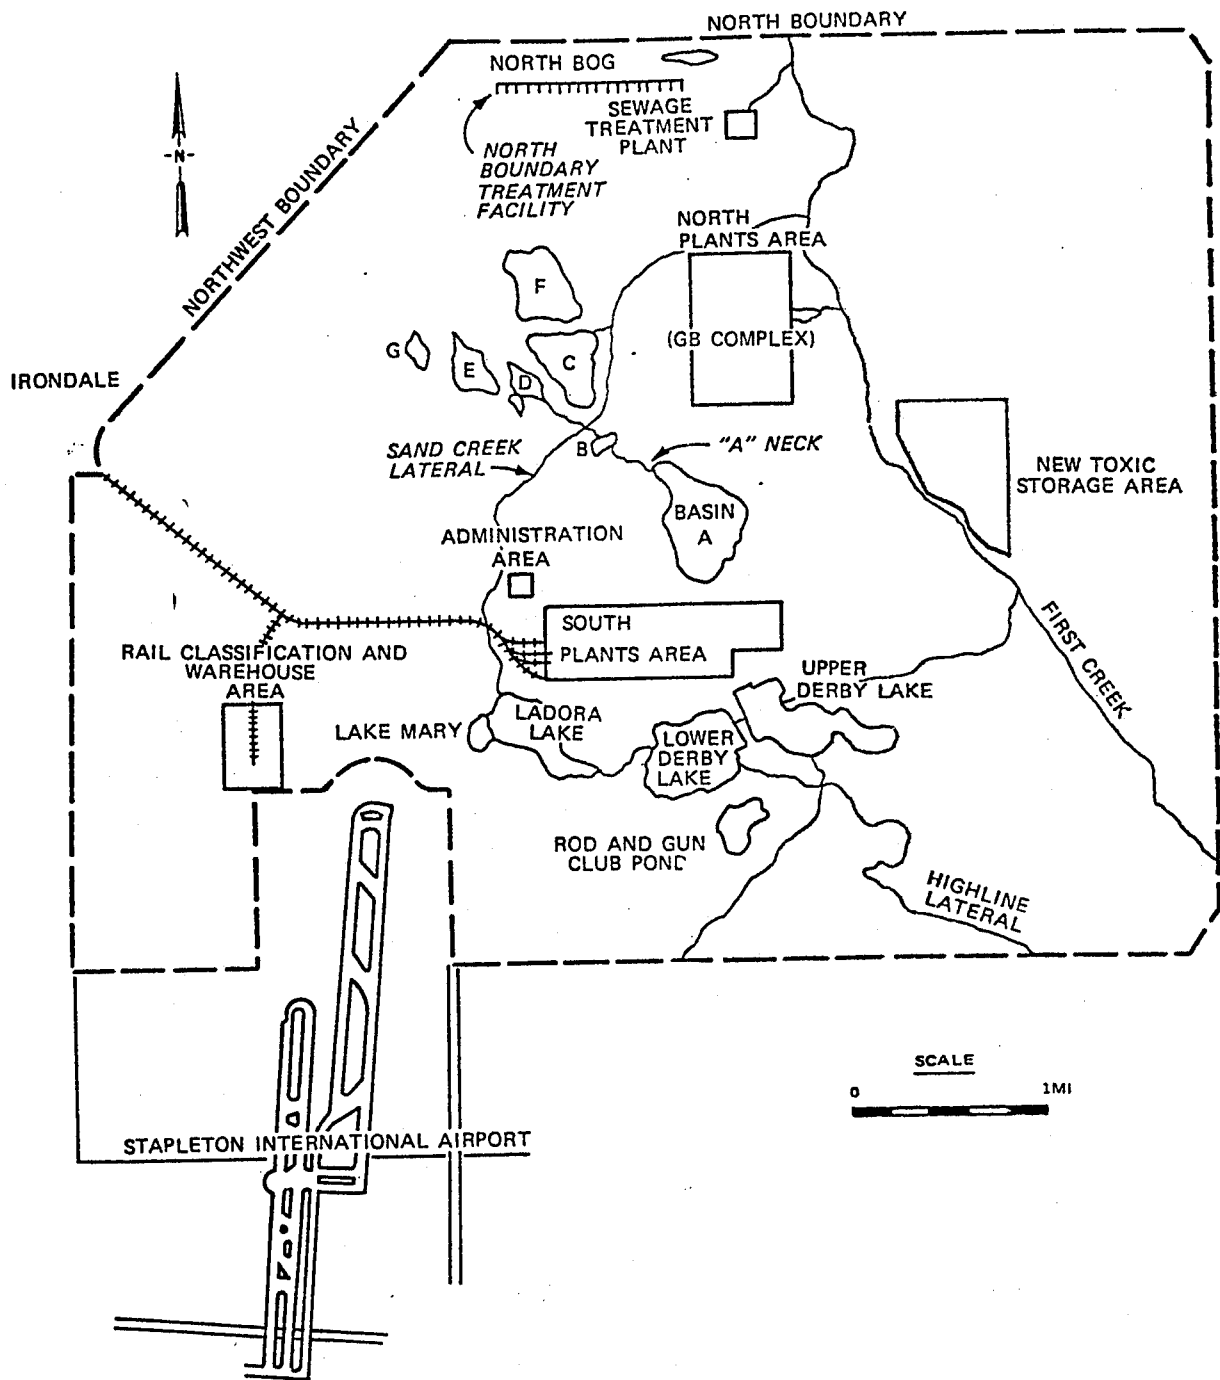 NORTH BOUNDARY
NORTH BOG
SEWAGE
TREATMENT
PLANT
-N-
NORTHWEST BOUNDARY
NORTH
BOUNDARY
TREATMENT
FACILITY
NORTH
PLANTS AREA
F
(GB COMPLEX)
G
E
D
C
IRONDALE
SAND CREEK
LATERAL
B
"A" NECK
NEW TOXIC
STORAGE AREA
BASIN
A
ADMINISTRATION
AREA
FIRST CREEK
SOUTH
PLANTS AREA
RAIL CLASSIFICATION AND
WAREHOUSE
AREA
UPPER
DERBY LAKE
LAKE MARY
LADORA
LAKE
LOWER
DERBY
LAKE
ROD AND GUN
CLUB POND
HIGHLINE
LATERAL
SCALE
0 1MI
STAPLETON INTERNATIONAL AIRPORT